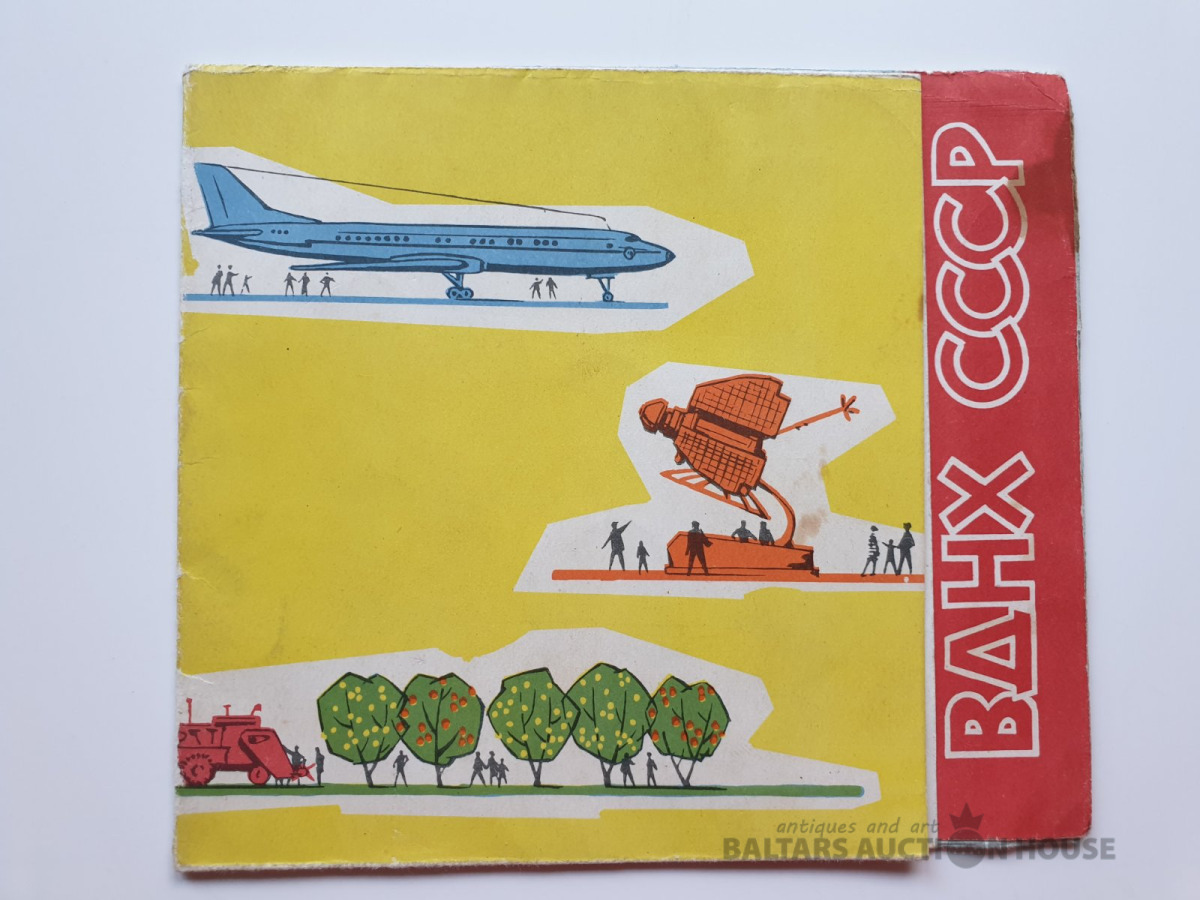 ВДНХ СССР
antiques and art
BALTARS AUCTION HOUSE